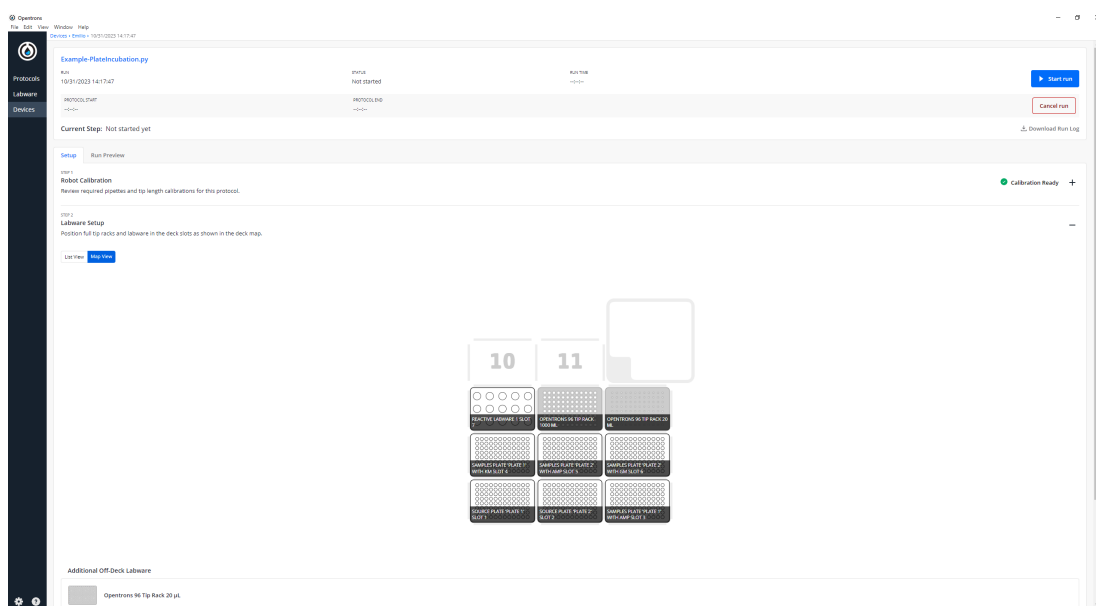 Opentrons
File Edit View Window Help
Devices › Emilio › 10/31/2023 14:17:47
Protocols
Labware
Devices
Example-PlateIncubation.py
RUN
STATUS
RUN TIME
10/31/2023 14:17:47
Not started
--:--:--
Start run
PROTOCOL START
PROTOCOL END
--:--:--
--:--:--
Cancel run
Current Step: Not started yet
Download Run Log
Setup
Run Preview
STEP 1
Robot Calibration
Review required pipettes and tip length calibrations for this protocol.
Calibration Ready
STEP 2
Labware Setup
Position full tip racks and labware in the deck slots as shown in the deck map.
List View
Map View
10
11
REACTIVE LABWARE 1 SLOT
7
OPENTRONS 96 TIP RACK
1000 ML
OPENTRONS 96 TIP RACK 20
ML
SAMPLES PLATE 'PLATE 1'
WITH KM SLOT 4
SAMPLES PLATE 'PLATE 2'
WITH AMP SLOT 5
SAMPLES PLATE 'PLATE 2'
WITH GM SLOT 6
SOURCE PLATE 'PLATE 1'
SLOT 1
SOURCE PLATE 'PLATE 2'
SLOT 2
SAMPLES PLATE 'PLATE 1'
WITH AMP SLOT 3
Additional Off-Deck Labware
Opentrons 96 Tip Rack 20 µL